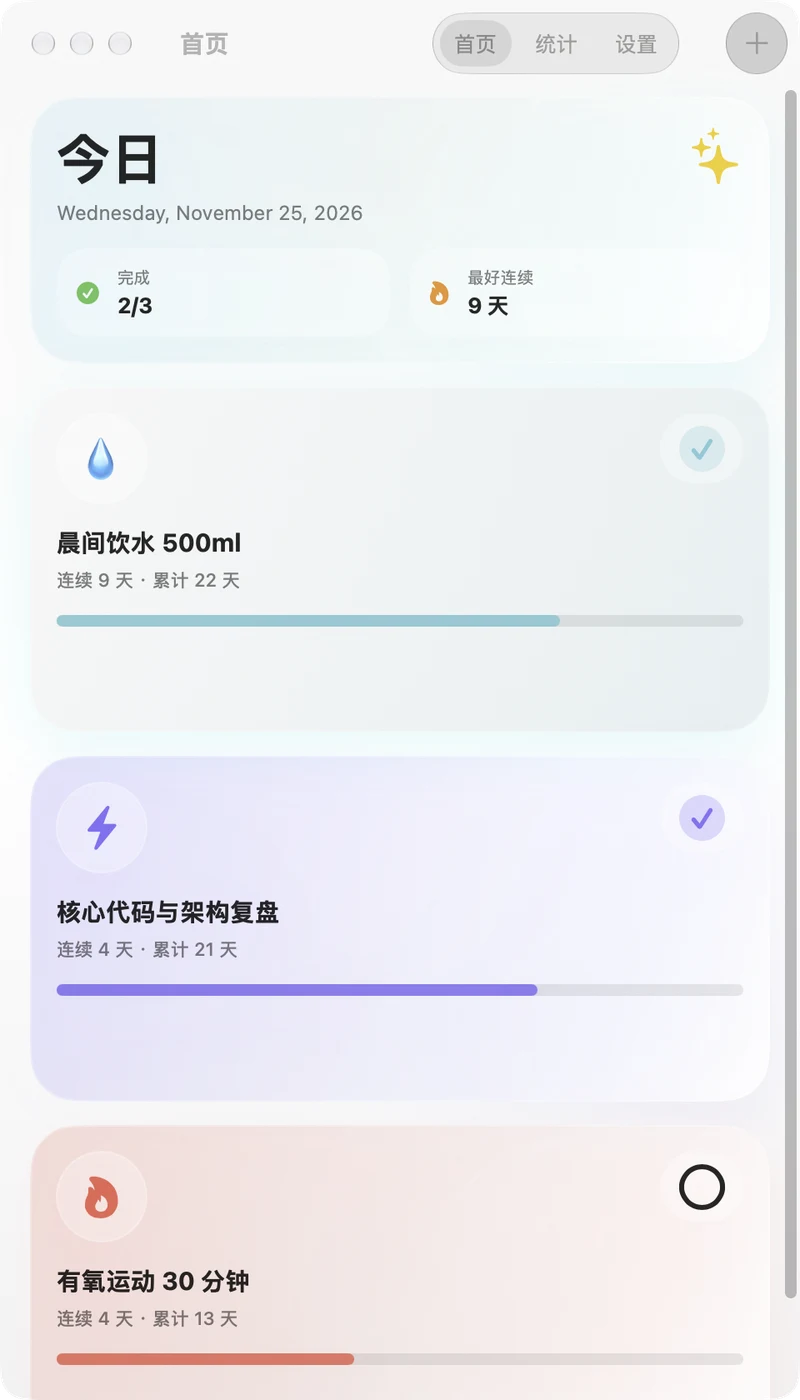 首页
首页 统计 设置
今日
Wednesday, November 25, 2026
完成
2/3
最好连续
9 天
晨间饮水 500ml
连续 9 天 · 累计 22 天
核心代码与架构复盘
连续 4 天 · 累计 21 天
有氧运动 30 分钟
连续 4 天 · 累计 13 天